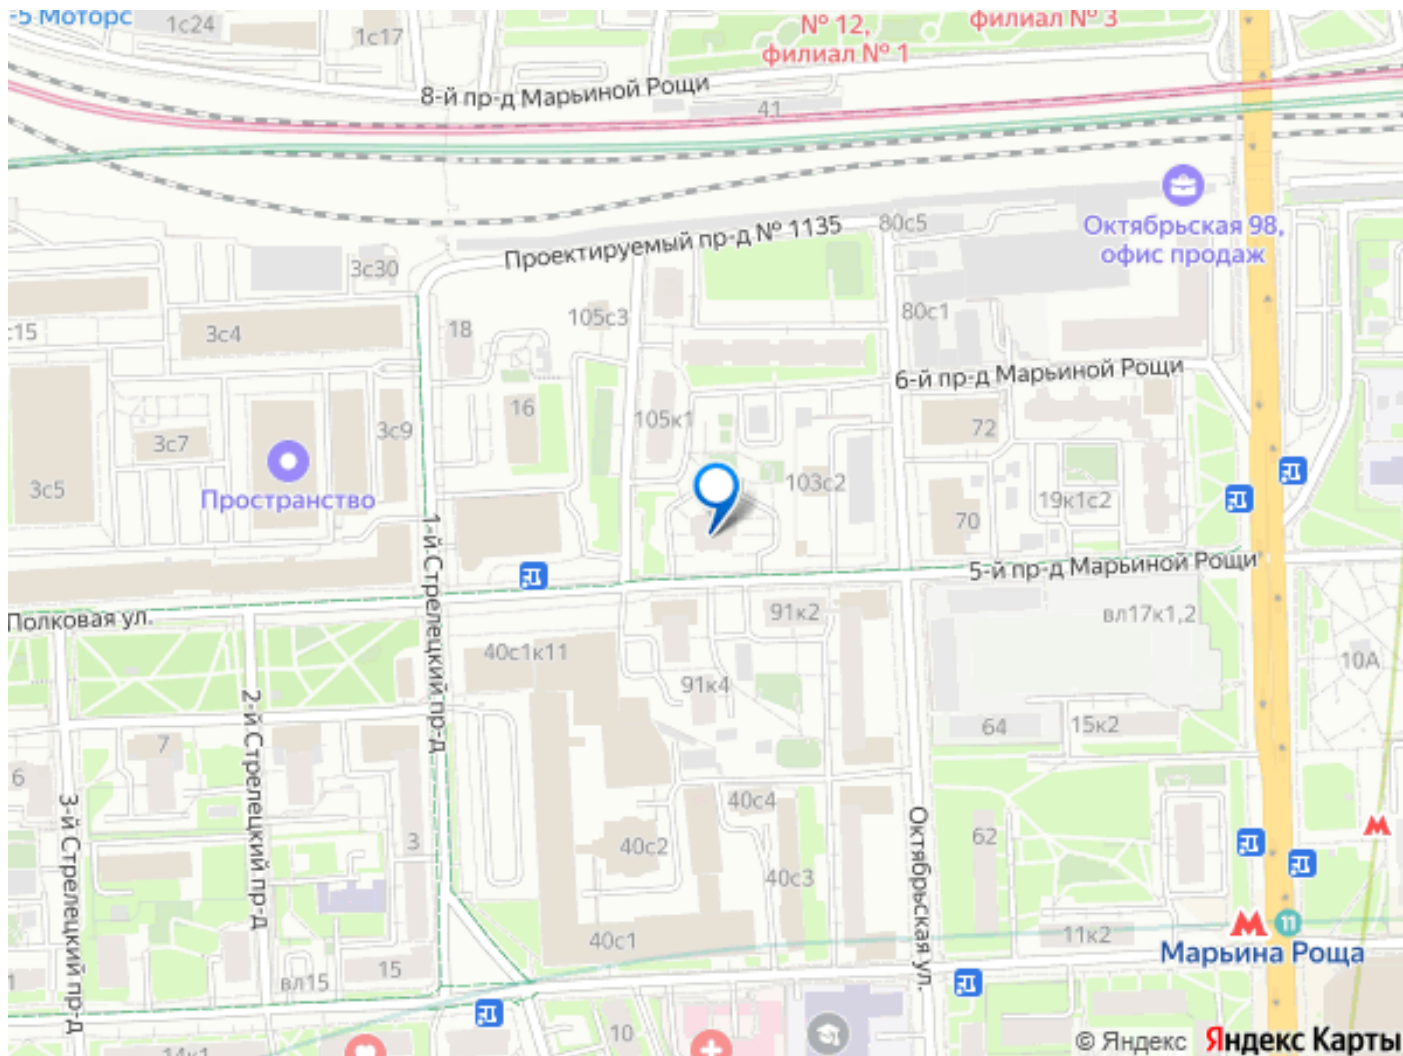 -5 Моторс
1с24
1с17
№ 12,
филиал № 1
филиал № 3
8-й пр-д Марьиной Рощи
41
Октябрьская 98,
офис продаж
Проектируемый пр-д № 1135
80с5
3с30
с15
3с4
18
105с3
80с1
6-й пр-д Марьиной Рощи
16
105к1
72
3с7
3с9
3с5
Пространство
103с2
19к1с2
70
1-й Стрелецкий пр-д
5-й пр-д Марьиной Рощи
Полковая ул.
91к2
вл17к1,2
40с1к11
10А
91к4
64
15к2
2-й Стрелецкий пр-д
7
6
3-й Стрелецкий пр-д
3
40с4
40с2
62
40с3
Октябрьская ул.
40с1
11к2
11
Марьина Роща
15
вл15
1
10
14к1
© Яндекс Яндекс Карты